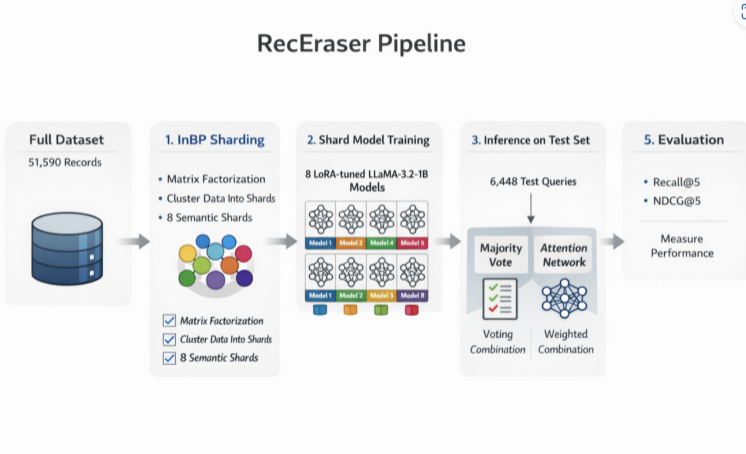 RecEraser Pipeline
Full Dataset
51,590 Records
1. InBP Sharding
• Matrix Factorization
• Cluster Data Into Shards
• 8 Semantic Shards
Matrix Factorization
Cluster Data Into Shards
8 Semantic Shards
2. Shard Model Training
8 LoRA-tuned LLaMA-3.2-1B
Models
Model 1 Model 2 Model 4 Model 5
Model 1 Model 2 Model 5 Model 8
3. Inference on Test Set
6,448 Test Queries
Majority
Vote
Attention
Network
Voting
Combination
Weighted
Combination
5. Evaluation
• Recall@5
• NDCG@5
Measure
Performance